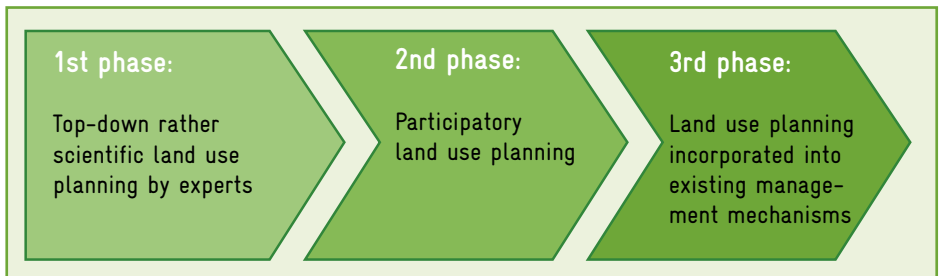 1st phase:
Top-down rather
scientific land use
planning by experts
2nd phase:
Participatory
land use planning
3rd phase:
Land use planning
incorporated into
existing manage-
ment mechanisms